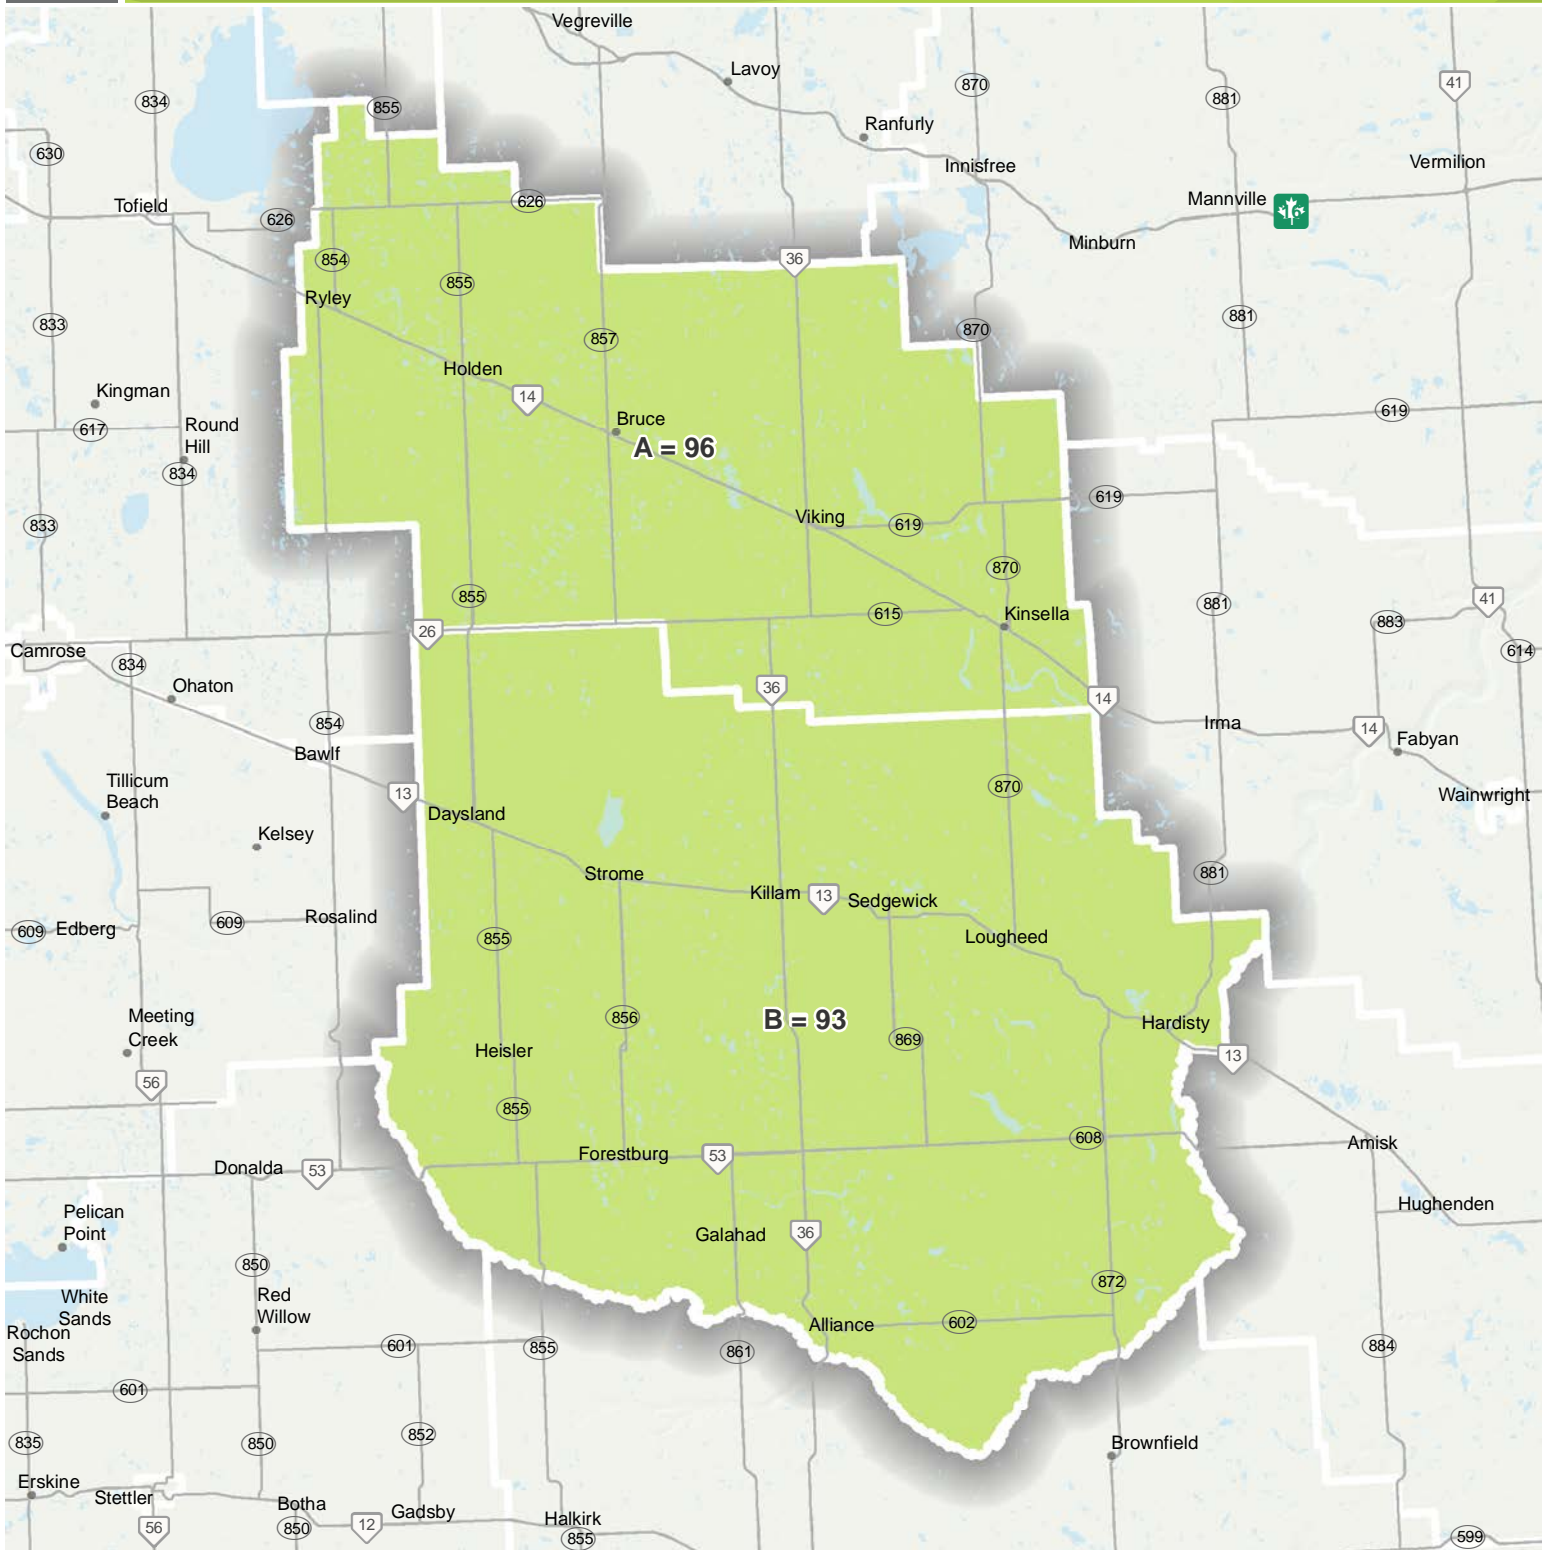 Vegreville
Lavoy
870
41
834
855
881
Ranfurly
630
Innisfree
Vermilion
Mannville
Tofield
626
626
Minburn
36
854
855
Ryley
881
833
870
857
Holden
14
Kingman
619
Bruce
617
Round
Hill
A = 96
834
619
Viking
619
833
870
855
881
41
615
Kinsella
883
26
Camrose
614
834
Ohaton
36
14
854
Irma
14
Fabyan
Bawlf
Tillicum
Beach
870
13
Wainwright
Daysland
Kelsey
Strome
881
Killam
13
Sedgewick
609
Edberg
609
Rosalind
855
Lougheed
Meeting
Creek
856
B = 93
Hardisty
869
Heisler
13
56
855
608
Amisk
Forestburg
53
Donalda
53
Hughenden
Pelican
Point
Galahad
36
850
872
White
Sands
Red
Willow
Alliance
602
Rochon
Sands
601
855
861
884
601
835
850
852
Brownfield
Erskine
Stettler
Botha
Gadsby
Halkirk
56
850
12
855
599